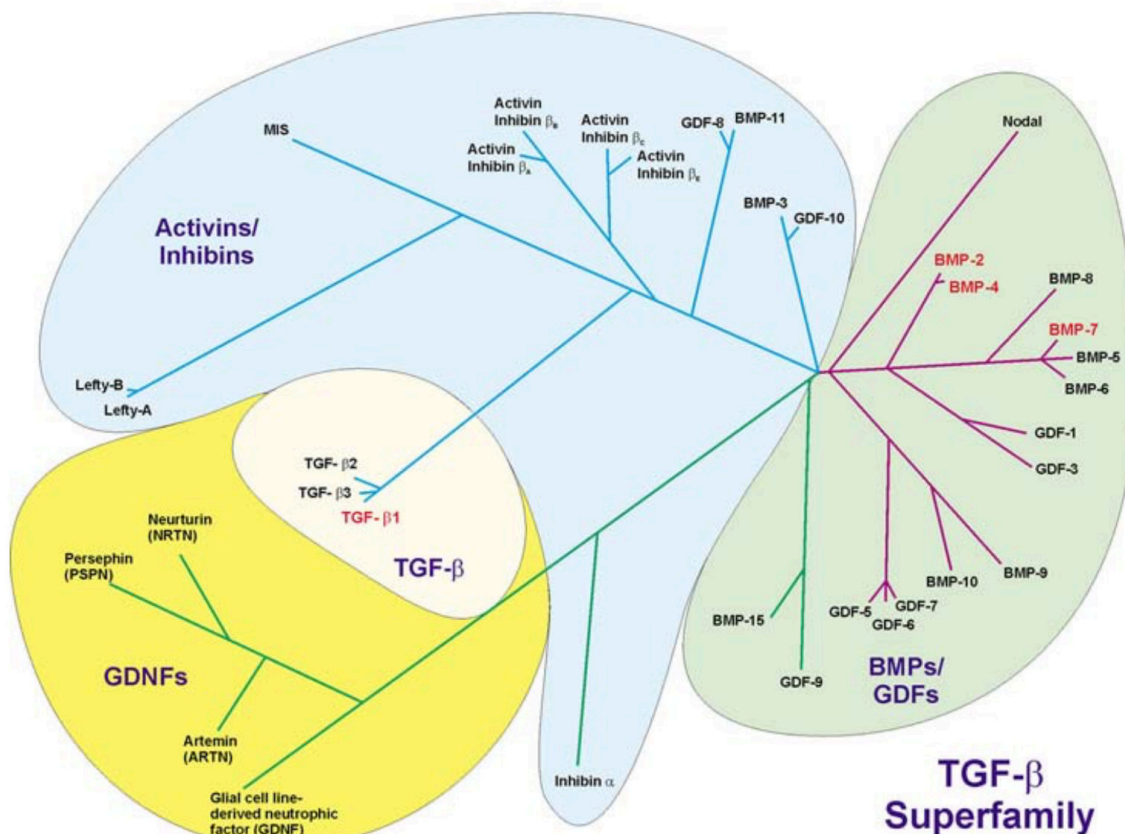 Activin
Inhibin βB
Activin
Inhibin βA
Activin
Inhibin βC
Activin
Inhibin βE
GDF-8
BMP-11
MIS
Nodal
BMP-3
GDF-10
Activins/
Inhibins
BMP-2
BMP-4
BMP-8
BMP-7
BMP-5
BMP-6
Lefty-B
Lefty-A
GDF-1
GDF-3
TGF- β2
TGF- β3
TGF- β1
TGF-β
Neurturin
(NRTN)
Persephin
(PSPN)
GDNFs
Artemin
(ARTN)
Glial cell line-
derived neutrophic
factor (GDNF)
Inhibin α
BMP-15
GDF-9
GDF-5
GDF-6
GDF-7
BMP-10
BMP-9
BMPs/
GDFs
TGF-β
Superfamily